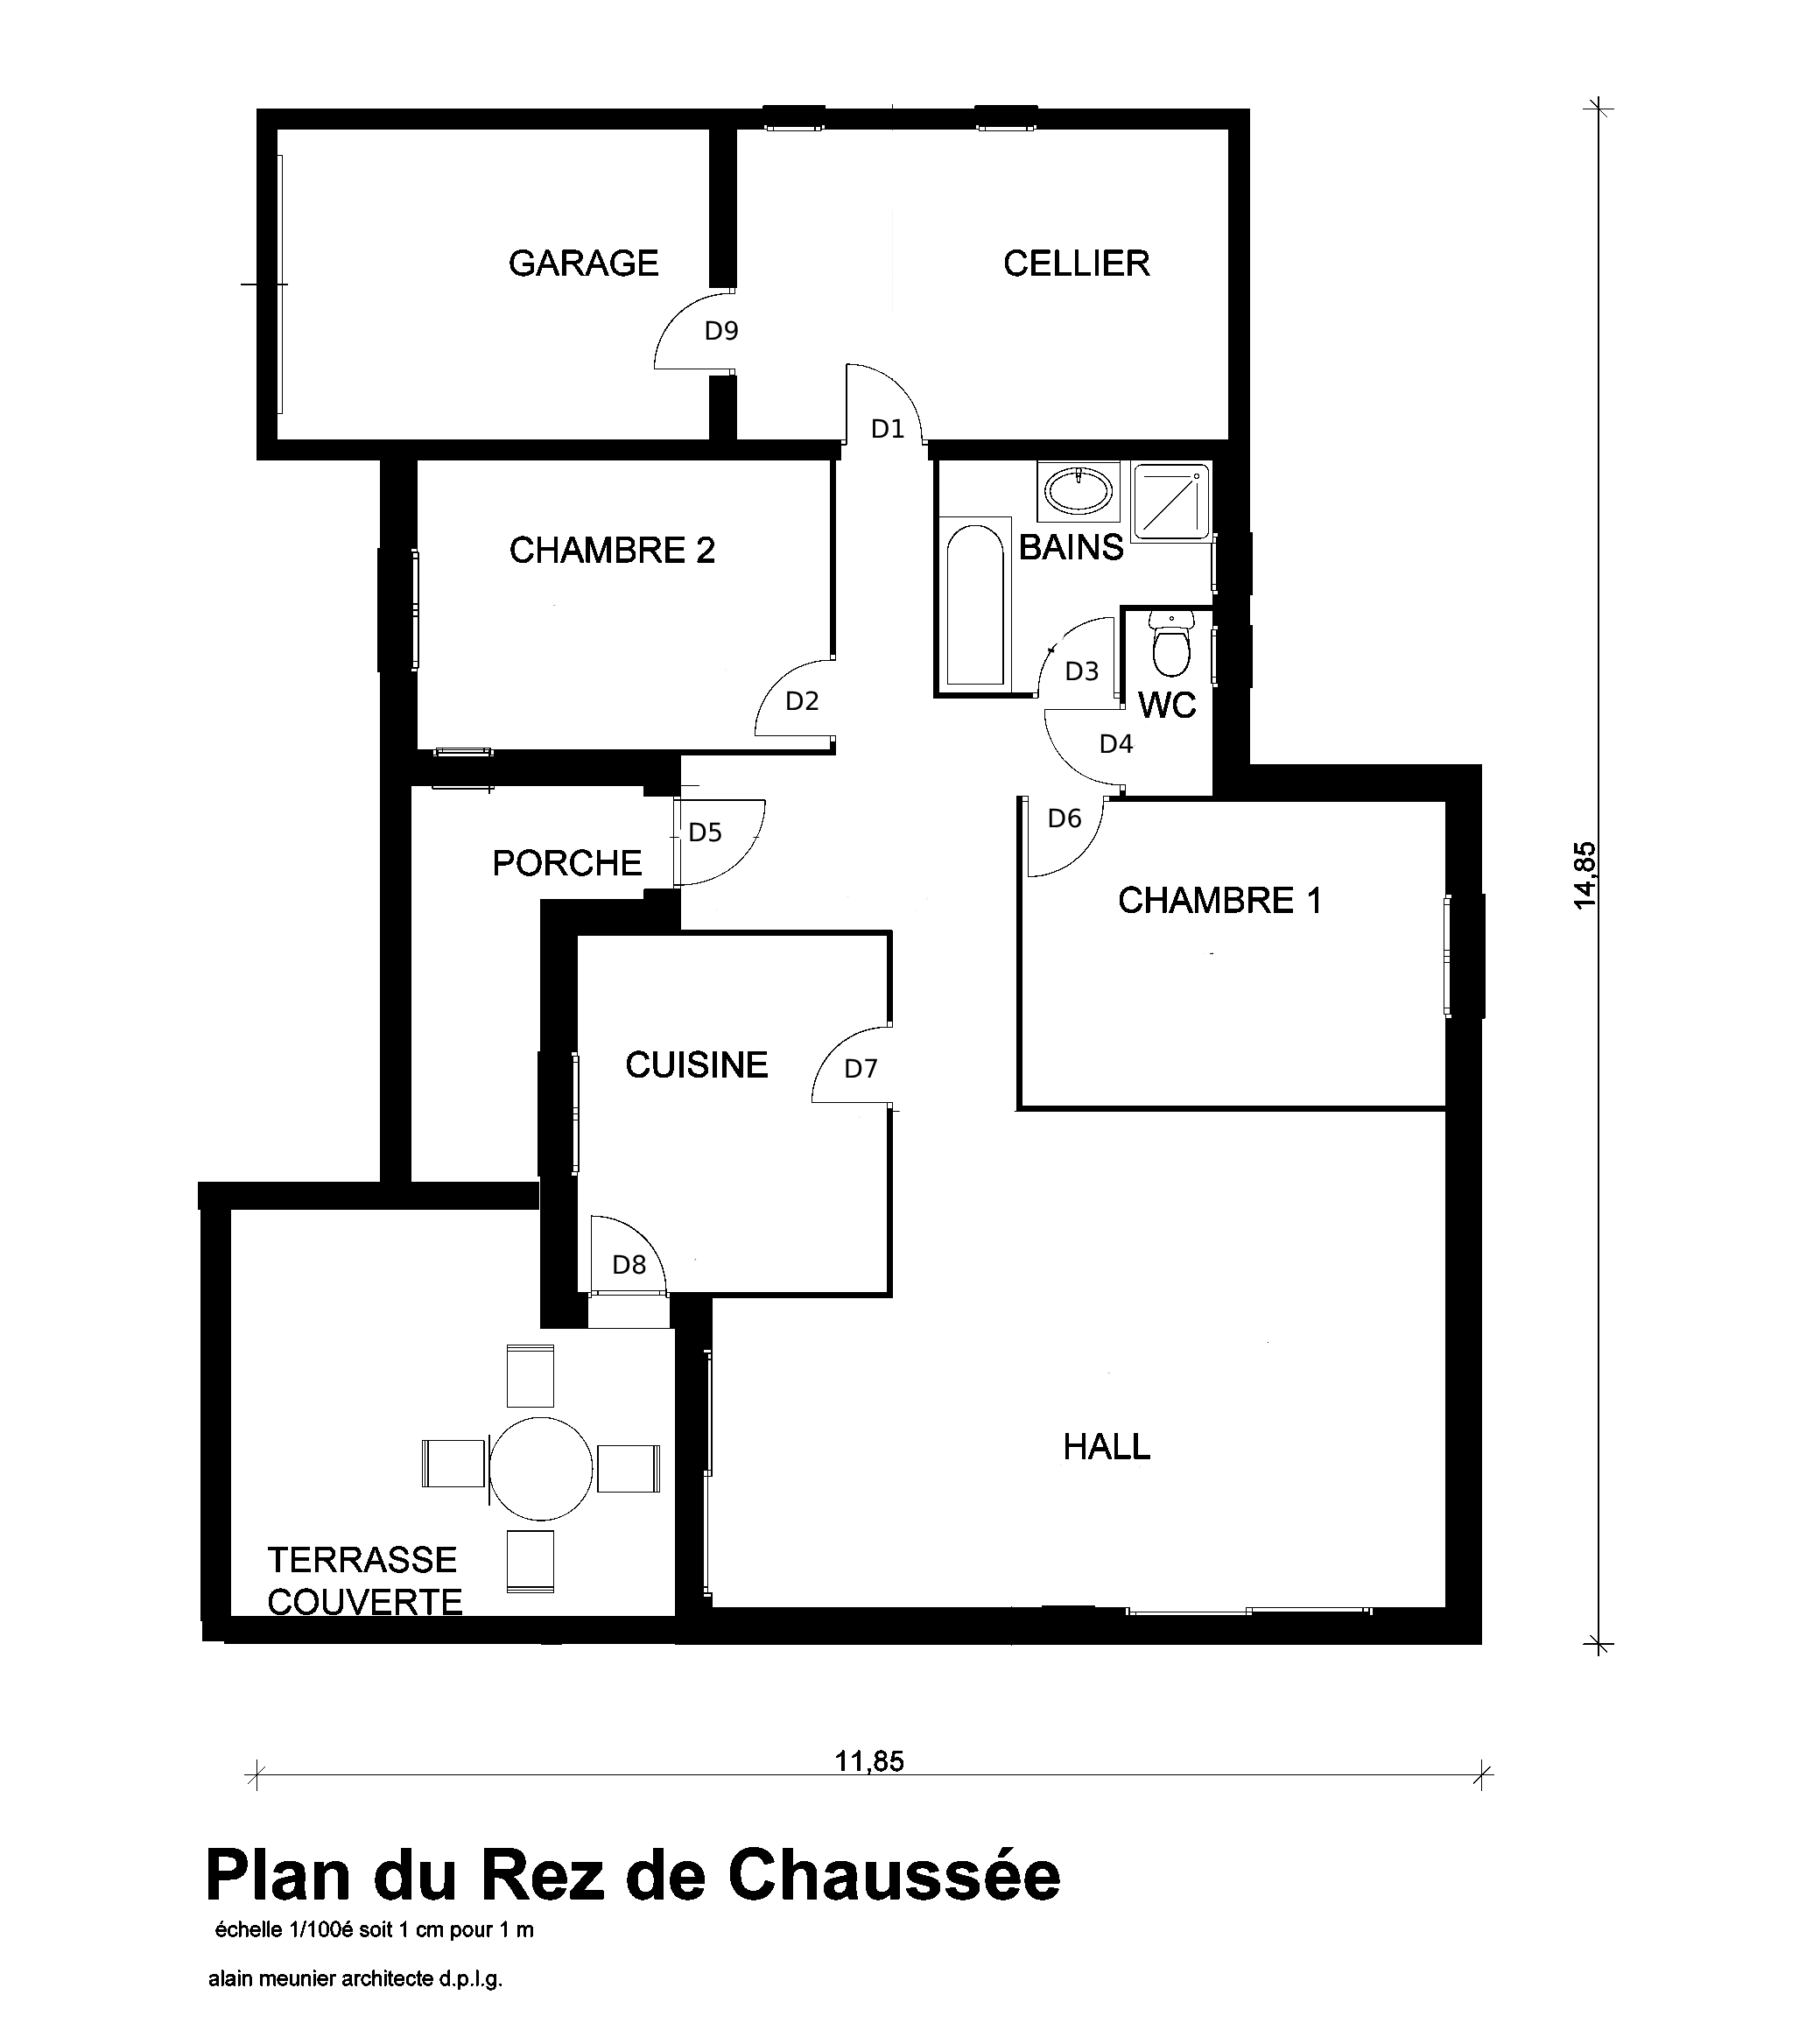 GARAGE
CELLIER
D9
D1
CHAMBRE 2
BAINS
D3
D2
WC
D4
D6
D5
PORCHE
CHAMBRE 1
14,85
CUISINE
D7
D8
HALL
TERRASSE
COUVERTE
11,85
Plan du Rez de Chaussée
échelle 1/100é soit 1 cm pour 1 m
alain meunier architecte d.p.l.g.